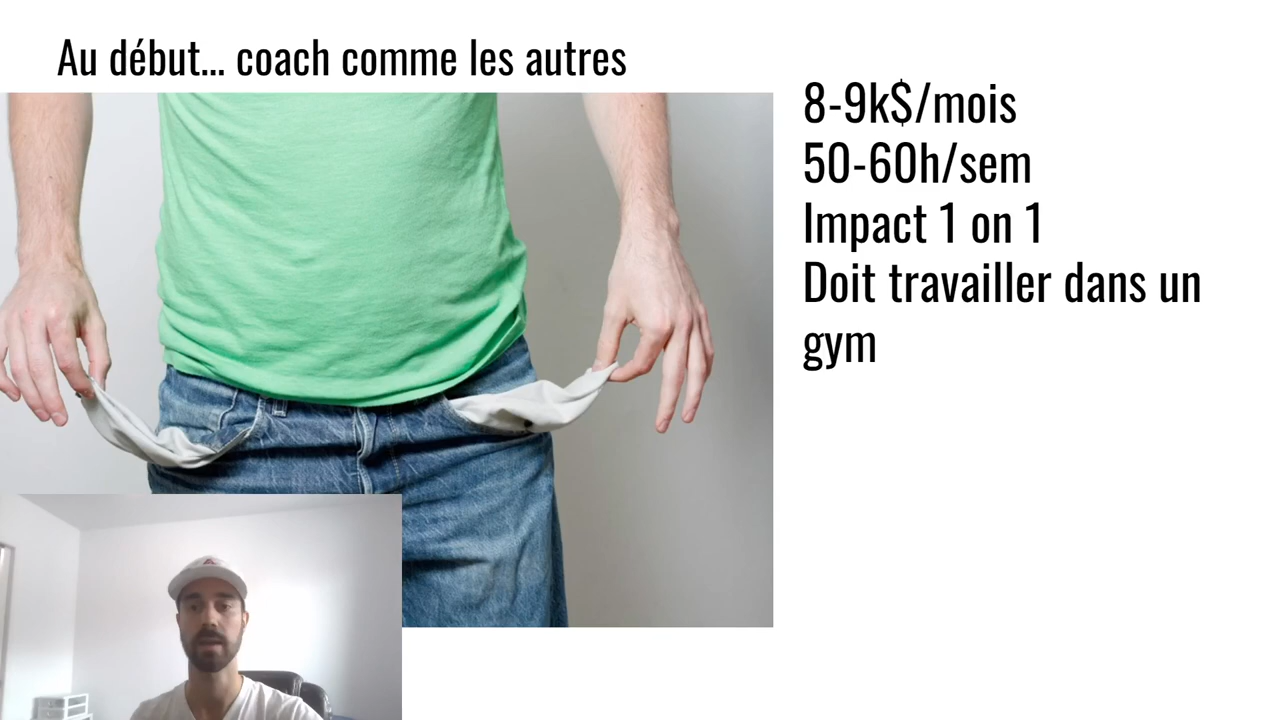 Au début... coach comme les autres
8-9k$/mois
50-60h/sem
Impact 1 on 1
Doit travailler dans un
gym